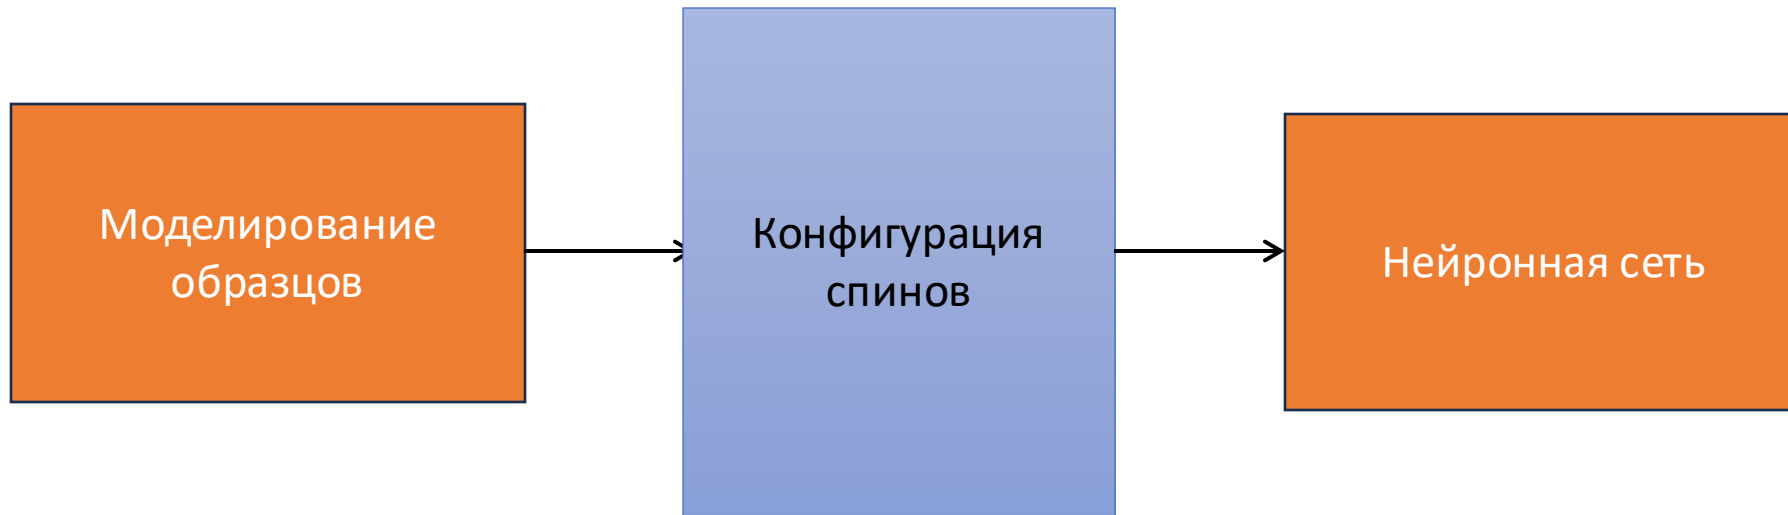 Моделирование
образцов
Конфигурация
спинов
Нейронная сеть